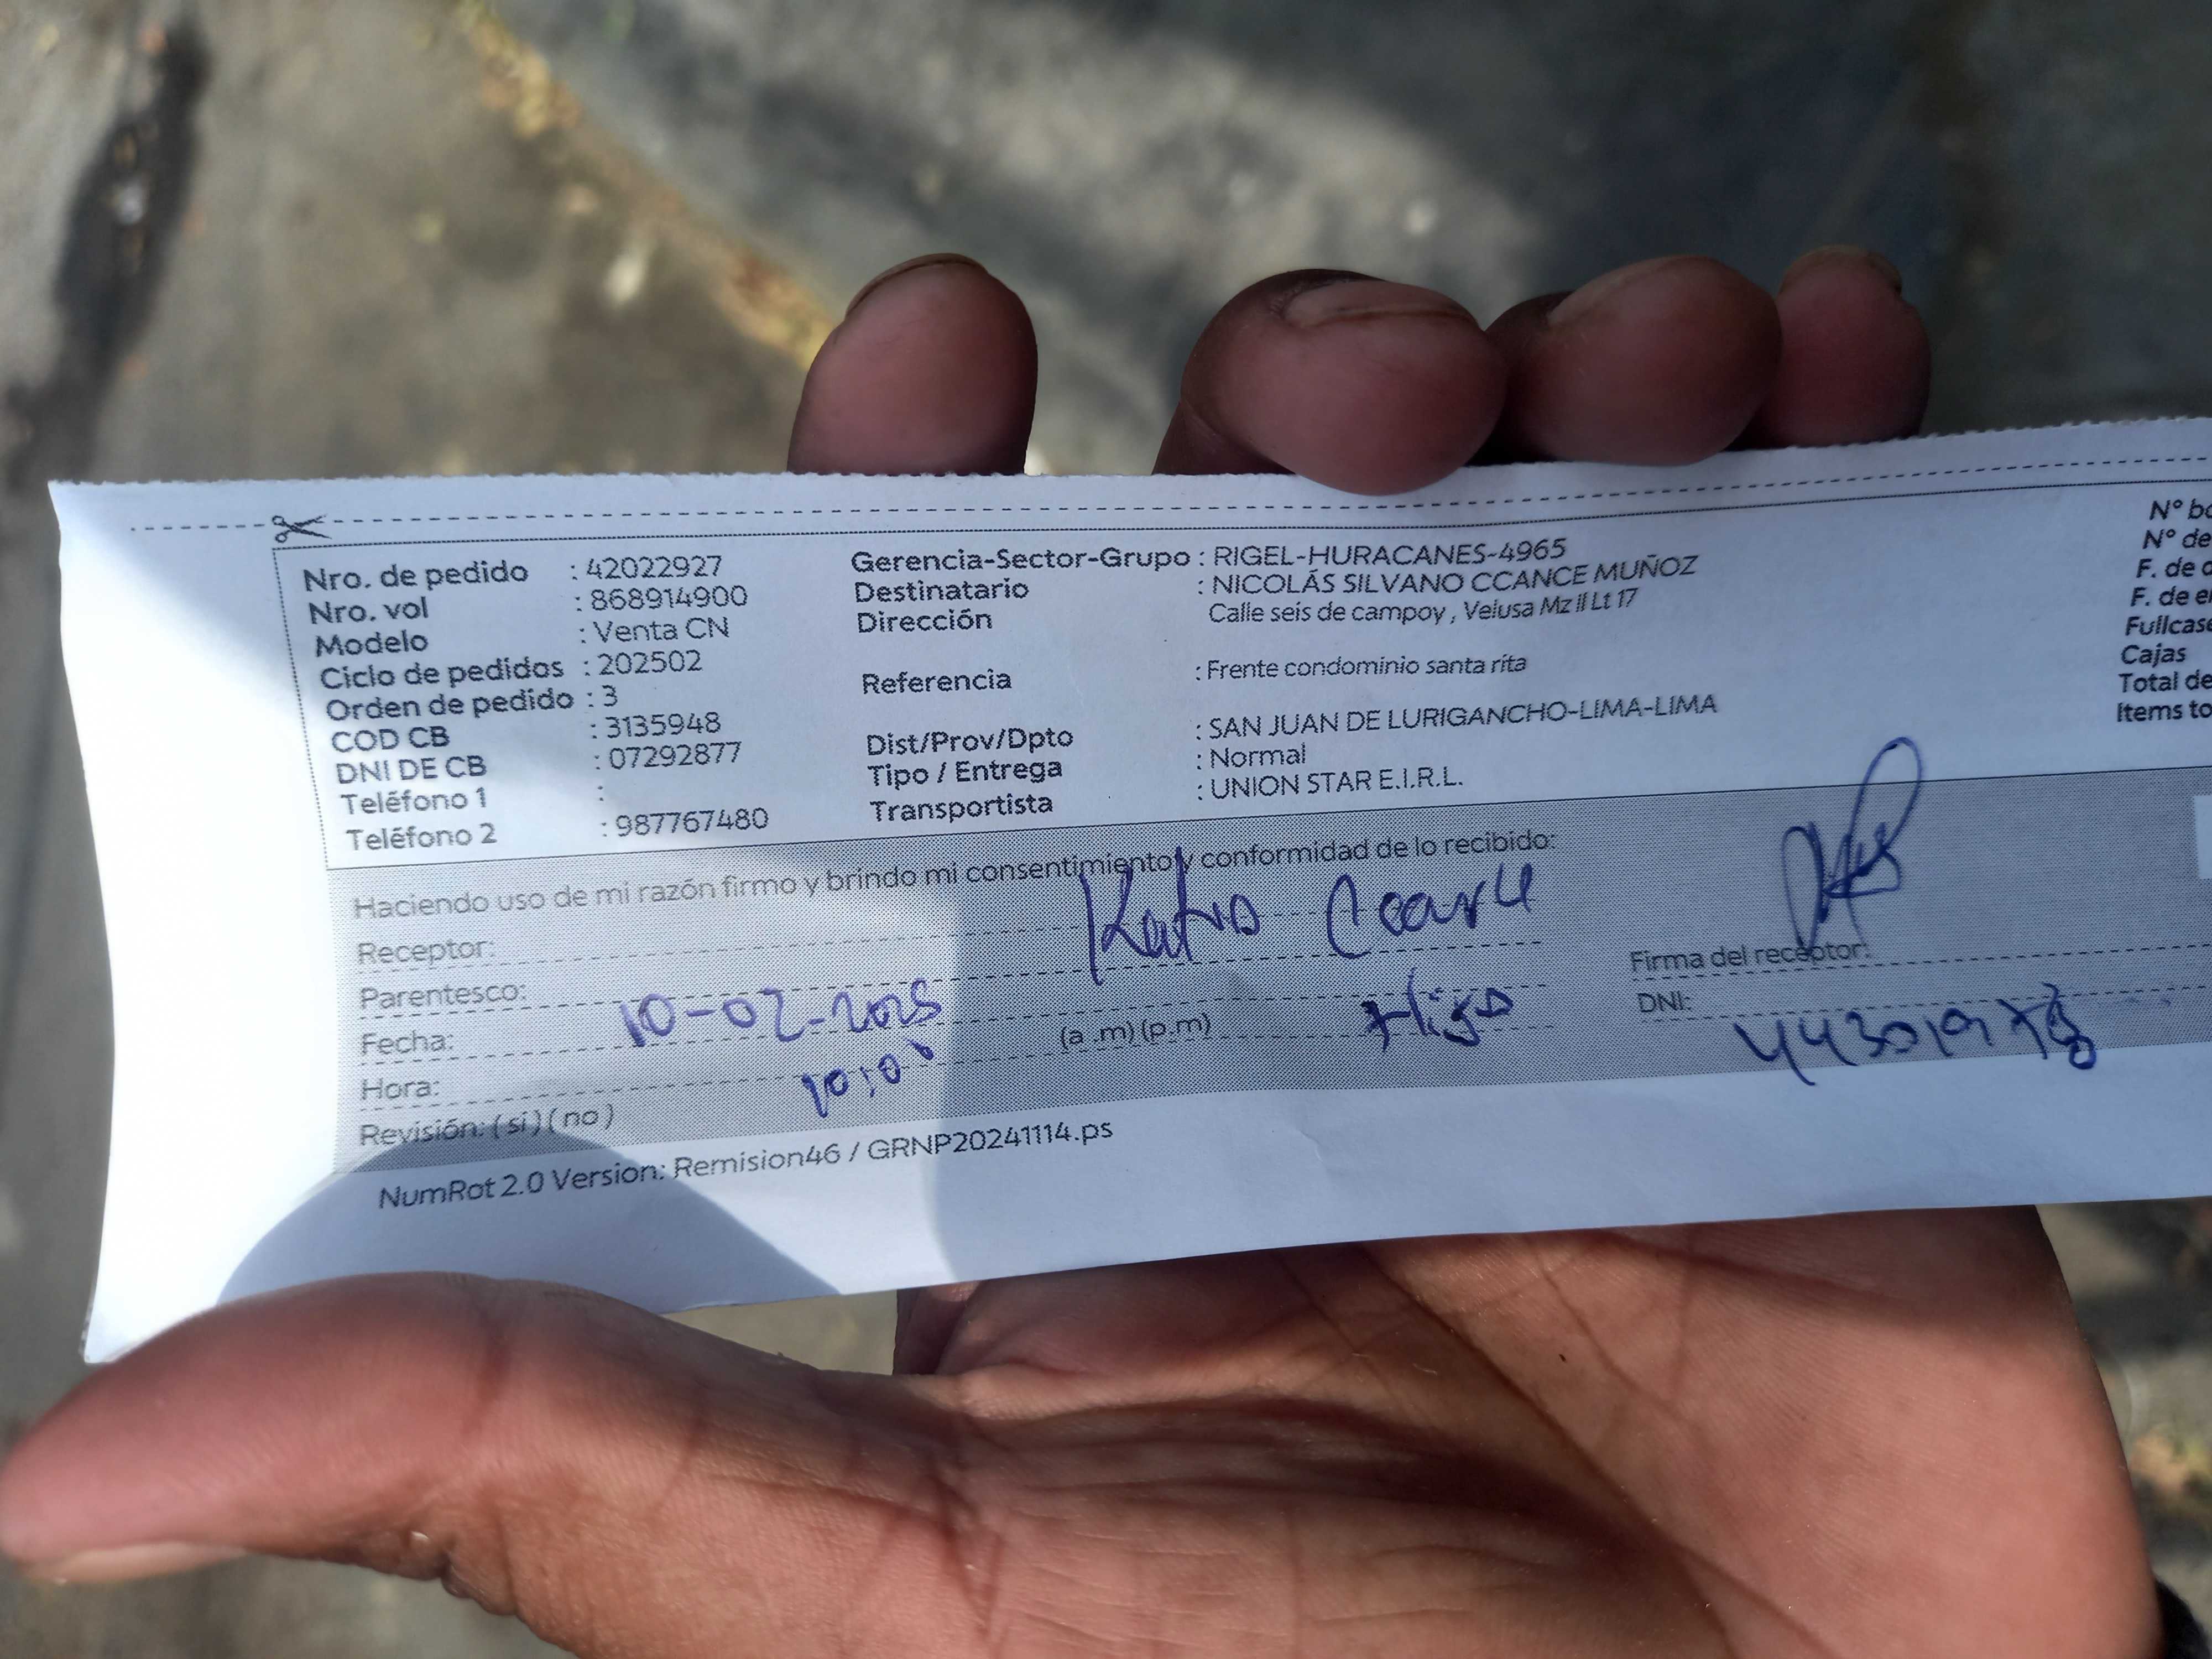 Nro. de pedido : 42022927
Nro. vol : 868914900
Modelo : Venta CN
Ciclo de pedidos : 202502
Orden de pedido : 3
COD CB : 3135948
DNI DE CB : 07292877
Teléfono 1 :
Teléfono 2 : 987767480
Gerencia-Sector-Grupo : RIGEL-HURACANES-4965
Destinatario : NICOLÁS SILVANO CCANCE MUÑOZ
Dirección Calle seis de campoy , Velusa Mz il Lt 17
Referencia : Frente condominio santa rita
Dist/Prov/Dpto : SAN JUAN DE LURIGANCHO-LIMA-LIMA
Tipo / Entrega : Normal
Transportista : UNION STAR E.I.R.L.
N° bo
N° de
F. de
F. de
Fullcase
Cajas
Total de
Items to
Haciendo uso de mi razón firmo y brindo mi consentimiento y conformidad de lo recibido:
Receptor:
Parentesco:
Fecha: 10-02-2025
Hora: 10:0 (a .m) (p.m)
Revisión: ( si ) ( no )
Firma del receptor:
DNI: 443019
NumRot 2.0 Version: Remision46 / GRNP20241114.ps